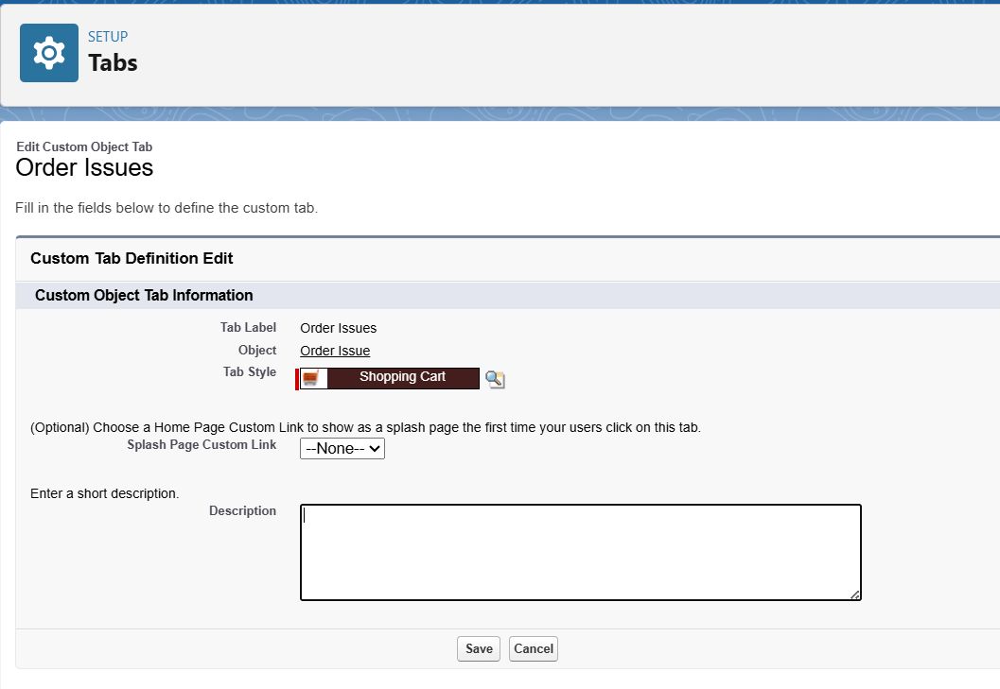 SETUP
Tabs
Edit Custom Object Tab
Order Issues
Fill in the fields below to define the custom tab.
Custom Tab Definition Edit
Custom Object Tab Information
Tab Label Order Issues
Object Order Issue
Tab Style Shopping Cart
(Optional) Choose a Home Page Custom Link to show as a splash page the first time your users click on this tab.
Splash Page Custom Link --None--
Enter a short description.
Description
Save Cancel